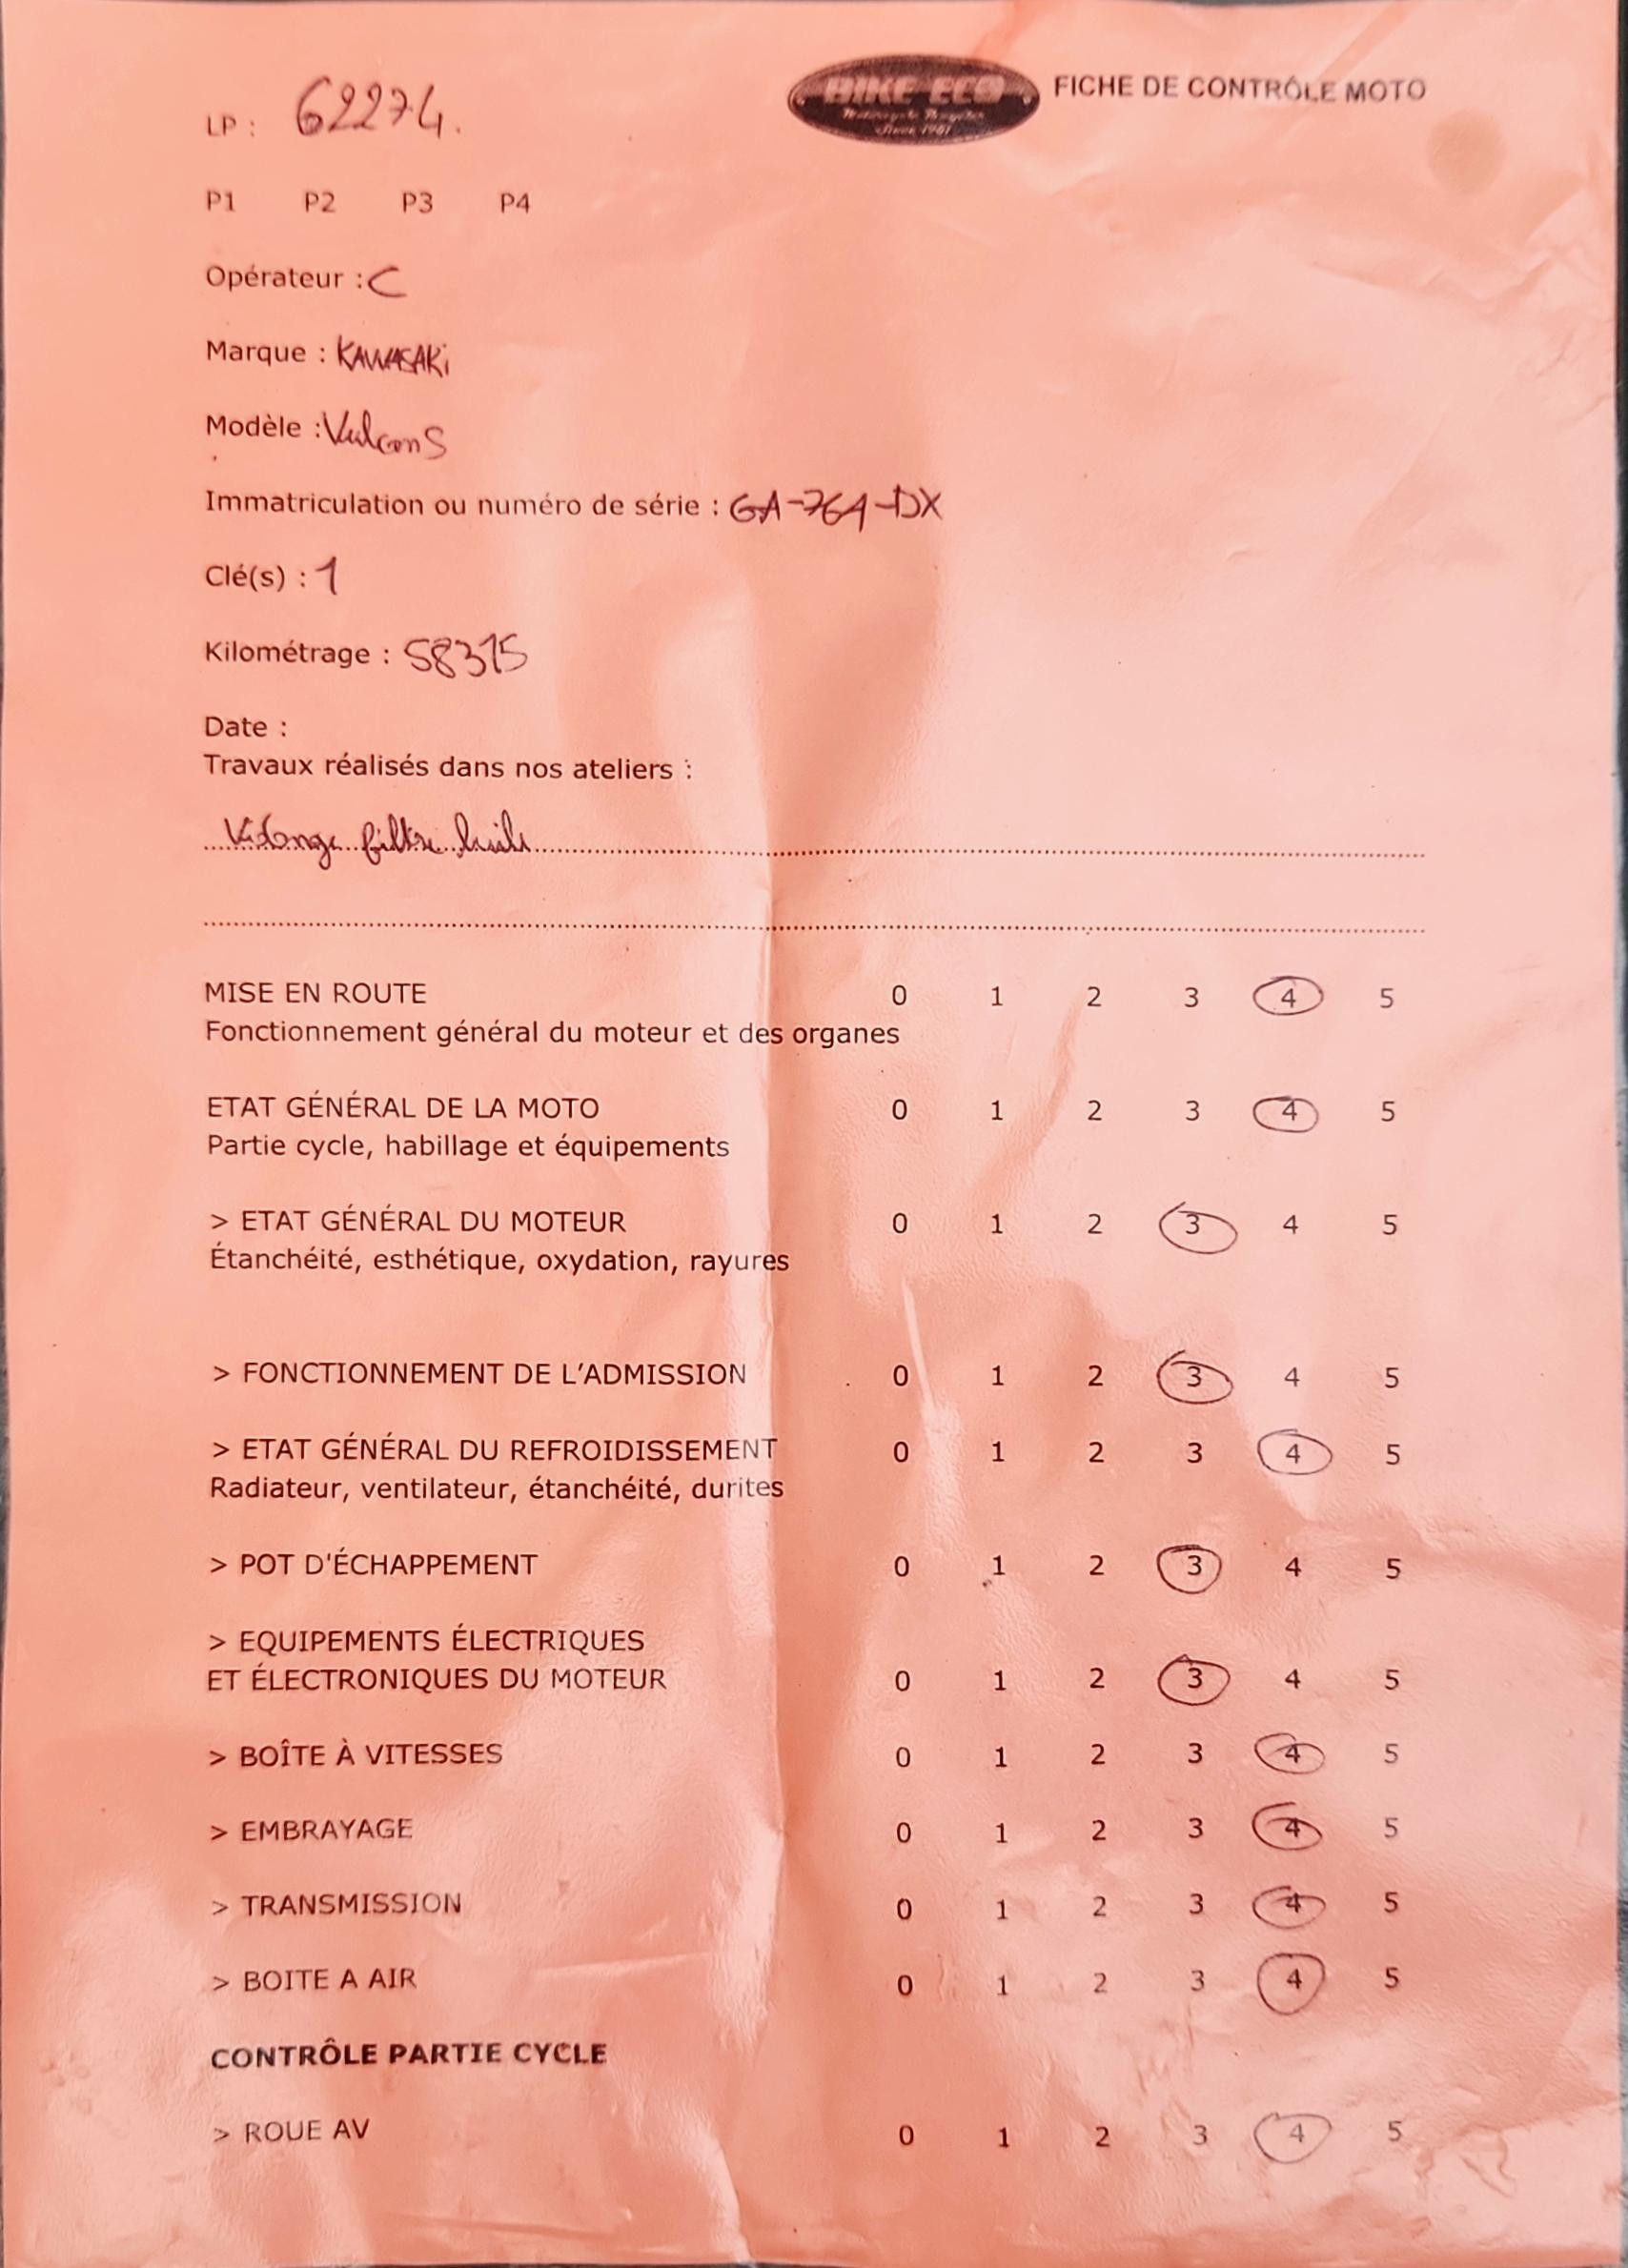 LP : 62274.
BIKE-ECO
Motorcycle Recycler
Since 1981
FICHE DE CONTRÔLE MOTO
P1 P2 P3 P4
Opérateur : C
Marque : KAWASAKi
Modèle : Vulcan S
Immatriculation ou numéro de série : GA-764-DX
Clé(s) : 1
Kilométrage : 58315
Date :
Travaux réalisés dans nos ateliers :
Vidange filtre huile
MISE EN ROUTE 0 1 2 3 4 5
Fonctionnement général du moteur et des organes
ETAT GÉNÉRAL DE LA MOTO 0 1 2 3 4 5
Partie cycle, habillage et équipements
> ETAT GÉNÉRAL DU MOTEUR 0 1 2 3 4 5
Étanchéité, esthétique, oxydation, rayures
> FONCTIONNEMENT DE L’ADMISSION 0 1 2 3 4 5
> ETAT GÉNÉRAL DU REFROIDISSEMENT 0 1 2 3 4 5
Radiateur, ventilateur, étanchéité, durites
> POT D'ÉCHAPPEMENT 0 1 2 3 4 5
> EQUIPEMENTS ÉLECTRIQUES
ET ÉLECTRONIQUES DU MOTEUR 0 1 2 3 4 5
> BOÎTE À VITESSES 0 1 2 3 4 5
> EMBRAYAGE 0 1 2 3 4 5
> TRANSMISSION 0 1 2 3 4 5
> BOITE A AIR 0 1 2 3 4 5
CONTRÔLE PARTIE CYCLE
> ROUE AV 0 1 2 3 4 5